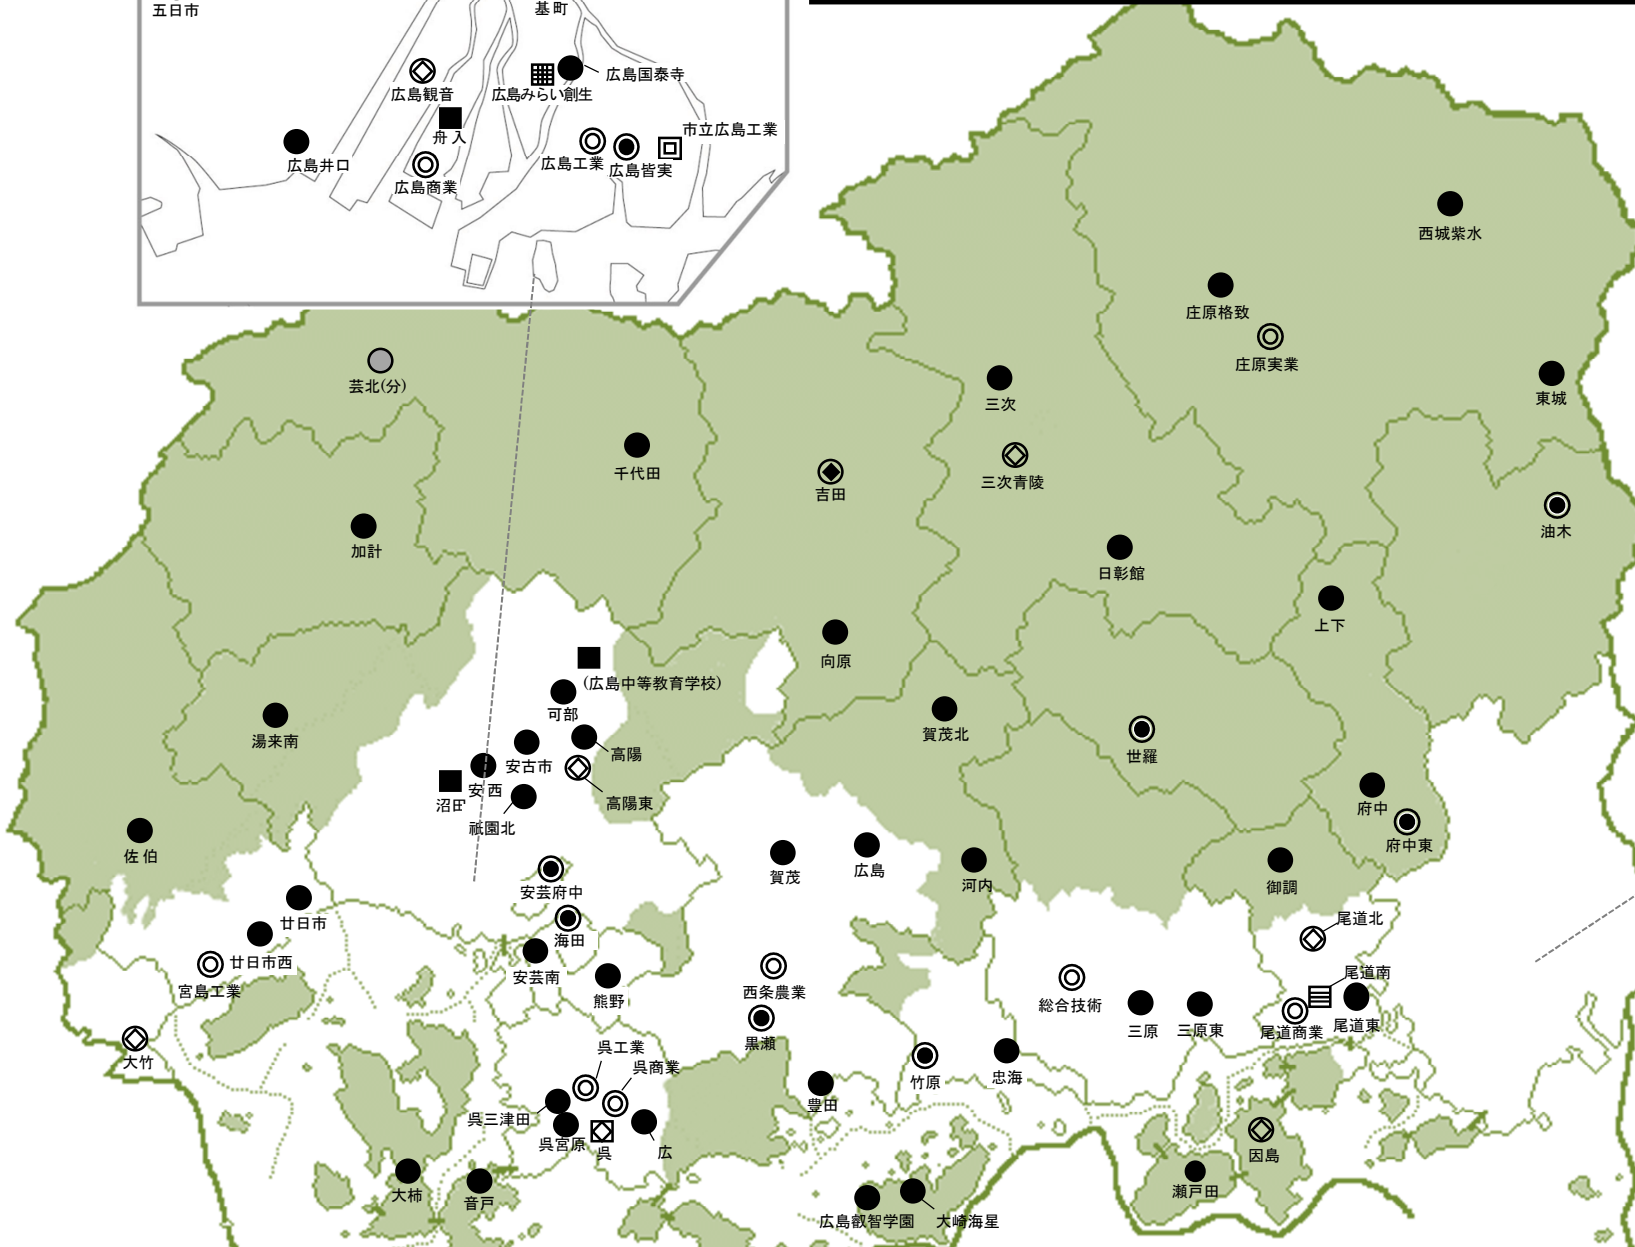 五日市
基町
広島国泰寺
広島観音
広島みらい創生
舟入
市立広島工業
広島井口
広島工業
広島皆実
広島商業
西城紫水
庄原格致
庄原実業
芸北(分)
東城
三次
千代田
三次青陵
吉田
油木
加計
日彰館
上下
向原
(広島中等教育学校)
可部
湯来南
賀茂北
世羅
高陽
安古市
沼田
安西
高陽東
府中
祇園北
府中東
佐伯
賀茂
広島
河内
御調
安芸府中
廿日市
尾道北
海田
廿日市西
安芸南
尾道南
宮島工業
熊野
西条農業
総合技術
三原
三原東
尾道商業
尾道東
黒瀬
呉工業
大竹
呉商業
竹原
忠海
豊田
呉三津田
呉宮原
呉
広
因島
大柿
音戸
瀬戸田
広島叡智学園
大崎海星